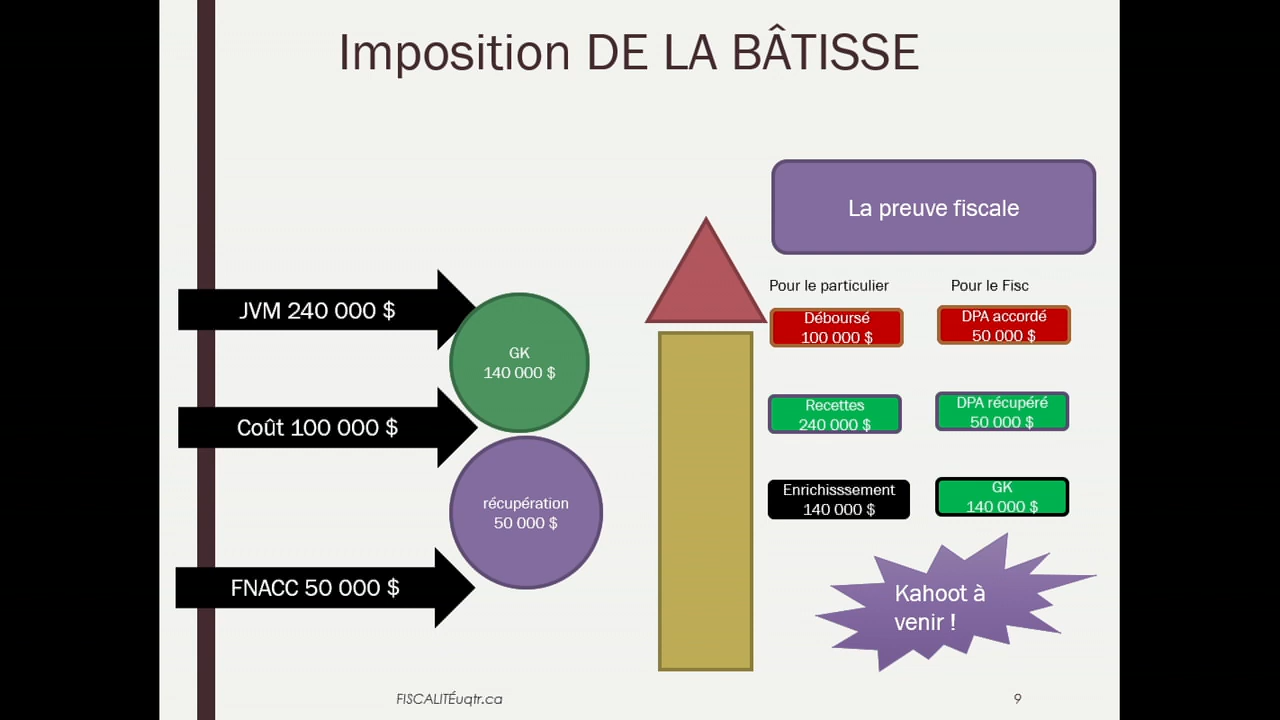 Imposition DE LA BÂTISSE
La preuve fiscale
JVM 240 000 $
Coût 100 000 $
FNACC 50 000 $
GK
140 000 $
récupération
50 000 $
Pour le particulier
Pour le Fisc
Déboursé
100 000 $
DPA accordé
50 000 $
Recettes
240 000 $
DPA récupéré
50 000 $
Enrichisssement
140 000 $
GK
140 000 $
Kahoot à
venir !
FISCALITÉuqtr.ca
9